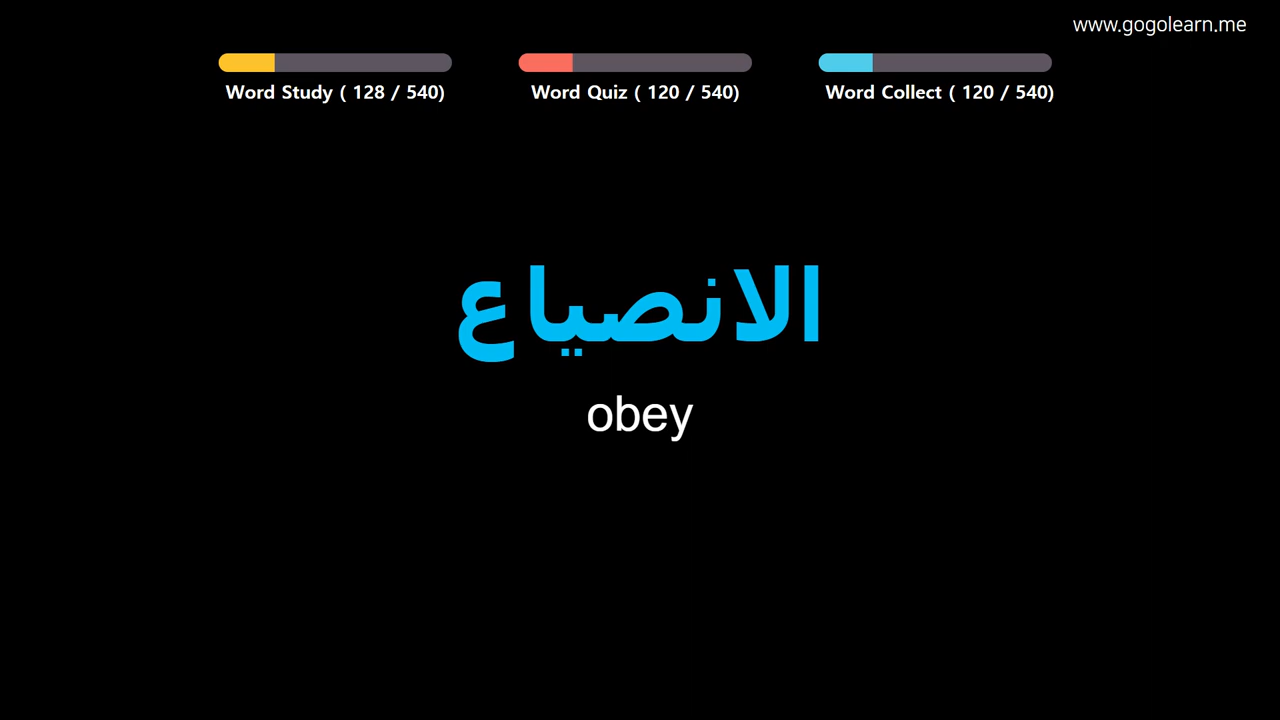 www.gogolearn.me
Word Study ( 128 / 540)
Word Quiz ( 120 / 540)
Word Collect ( 120 / 540)
الانصياع
obey